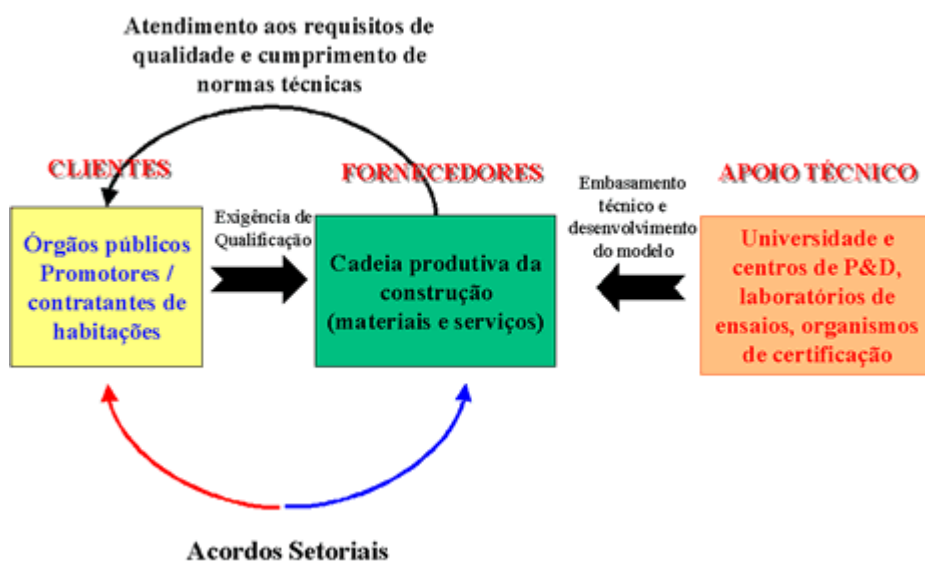 Atendimento aos requisitos de
qualidade e cumprimento de
normas técnicas
CLIENTES
FORNECEDORES
APOIO TÉCNICO
Órgãos públicos
Promotores /
contratantes de
habitações
Exigência de
Qualificação
Cadeia produtiva da
construção
(materiais e serviços)
Embasamento
técnico e
desenvolvimento
do modelo
Universidade e
centros de P&D,
laboratórios de
ensaios, organismos
de certificação
Acordos Setoriais